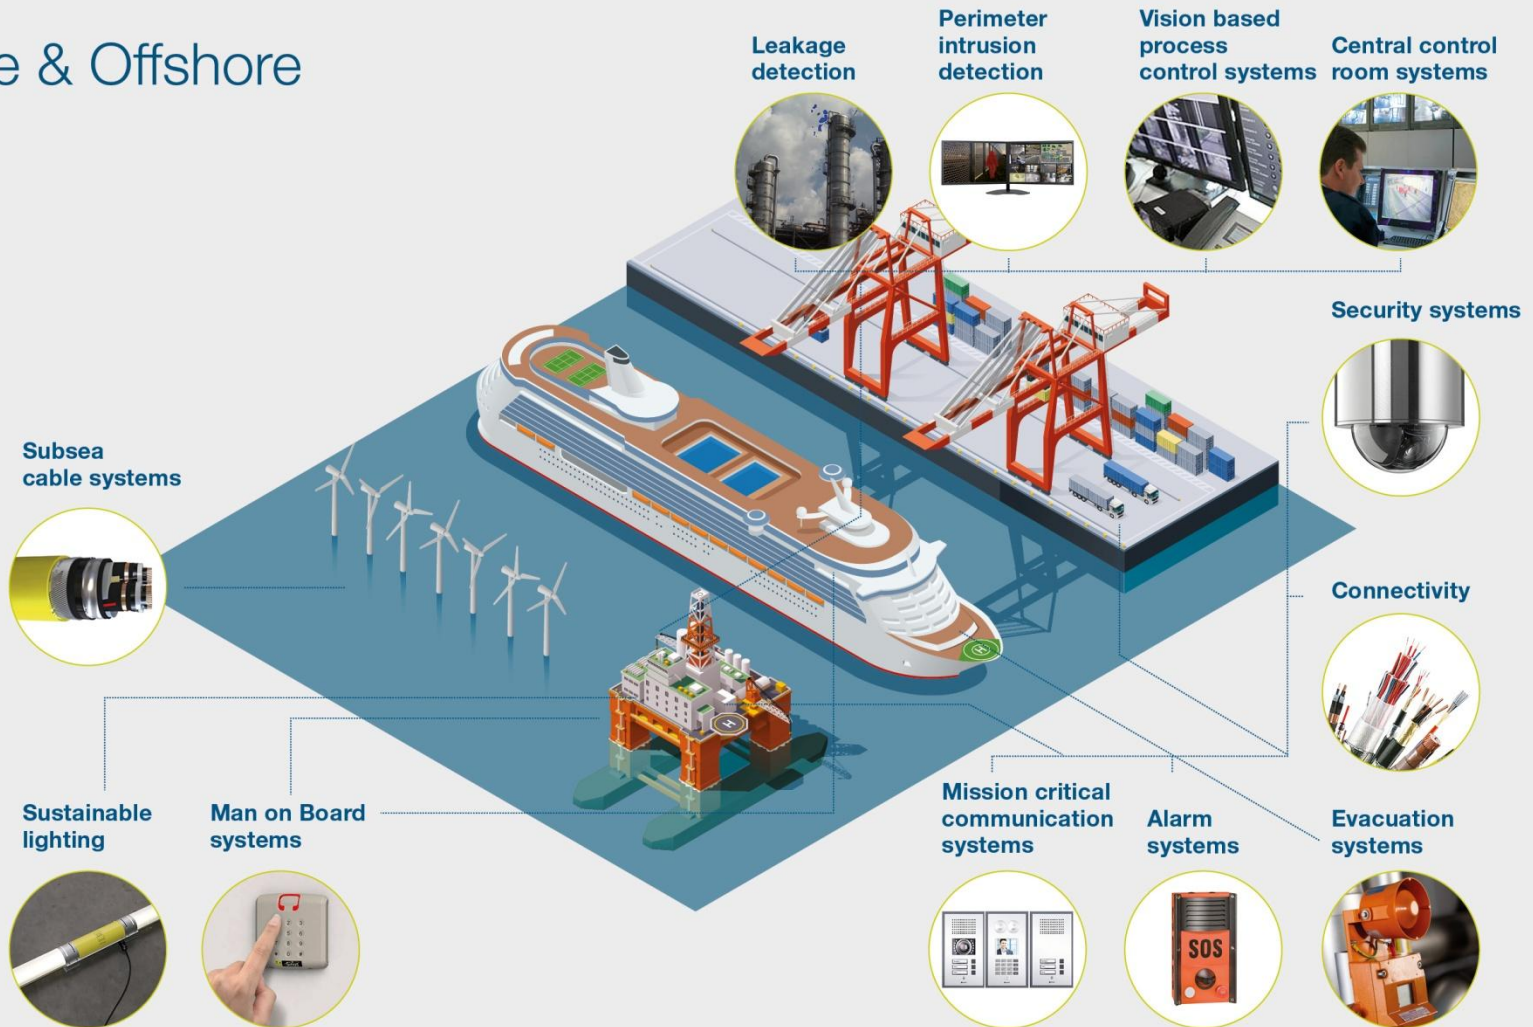 e & Offshore
Leakage
detection
Perimeter
intrusion
detection
Vision based
process
control systems
Central control
room systems
Security systems
Subsea
cable systems
Connectivity
Sustainable
lighting
Man on Board
systems
Mission critical
communication
systems
Alarm
systems
Evacuation
systems
H
H
SOS